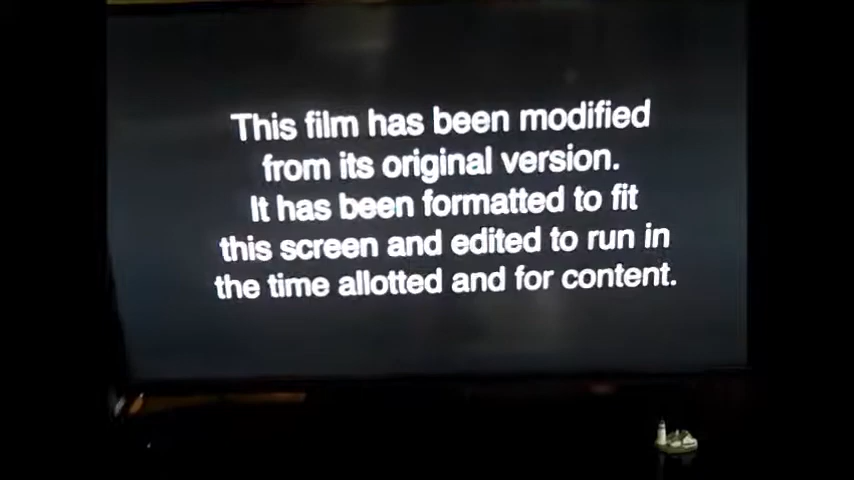 This film has been modified
from its original version.
It has been formatted to fit
this screen and edited to run in
the time allotted and for content.